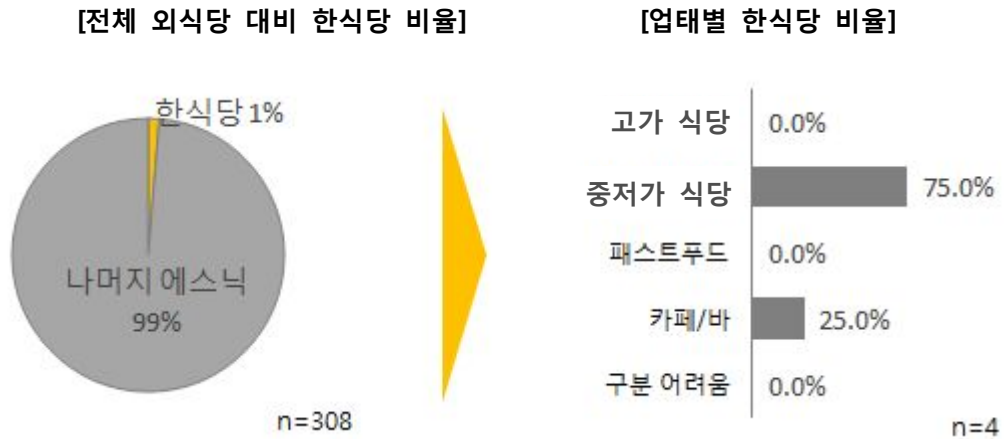 [전체 외식당 대비 한식당 비율]
한식당 1%
나머지 에스닉
99%
n=308
[업태별 한식당 비율]
고가 식당 0.0%
중저가 식당 75.0%
패스트푸드 0.0%
카페/바 25.0%
구분 어려움 0.0%
n=4